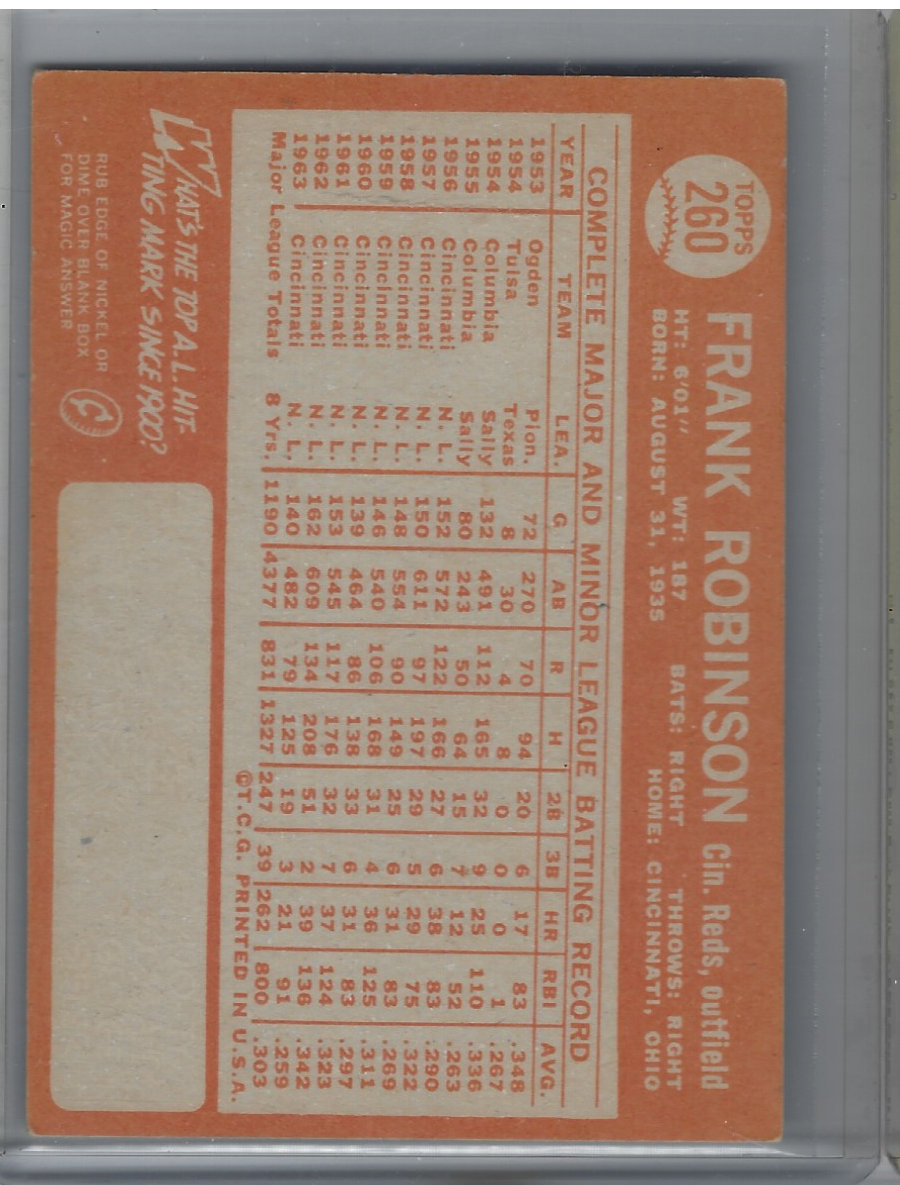 TOPPS
260
FRANK ROBINSON Cin. Reds, outfield
HT: 6'01" WT: 187 BATS: RIGHT THROWS: RIGHT
BORN: AUGUST 31, 1935 HOME: CINCINNATI, OHIO
COMPLETE MAJOR AND MINOR LEAGUE BATTING RECORD
YEAR TEAM LEA. G AB R H 2B 3B HR RBI AVG.
1953 Ogden Pion. 72 270 70 94 20 6 17 83 .348
1954 Tulsa Texas 8 30 4 8 0 0 0 1 .267
1954 Columbia Sally 132 491 112 165 32 9 25 110 .336
1955 Columbia Sally 80 243 50 64 15 7 12 52 .263
1956 Cincinnati N. L. 152 572 122 166 27 6 38 83 .290
1957 Cincinnati N. L. 150 611 97 197 29 5 29 75 .322
1958 Cincinnati N. L. 148 554 90 149 25 6 31 83 .269
1959 Cincinnati N. L. 146 540 106 168 31 4 36 125 .311
1960 Cincinnati N. L. 139 464 86 138 33 6 31 83 .297
1961 Cincinnati N. L. 153 545 117 176 32 7 37 124 .323
1962 Cincinnati N. L. 162 609 134 208 51 2 39 136 .342
1963 Cincinnati N. L. 140 482 79 125 19 3 21 91 .259
Major League Totals 8 Yrs. 1190 4377 831 1327 247 39 262 800 .303
©T.C.G. PRINTED IN U.S.A.
WHAT'S THE TOP A.L. HIT-
TING MARK SINCE 1900?
RUB EDGE OF NICKEL OR
DIME OVER BLANK BOX
FOR MAGIC ANSWER